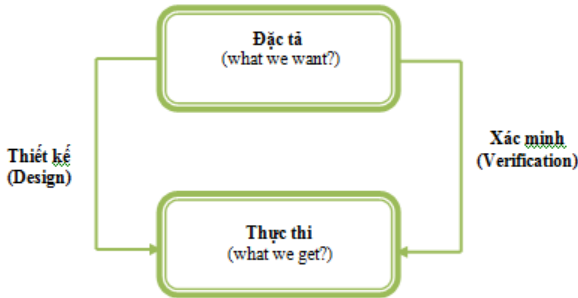 Đặc tả
(what we want?)
Thiết kế
(Design)
Xác minh
(Verification)
Thực thi
(what we get?)